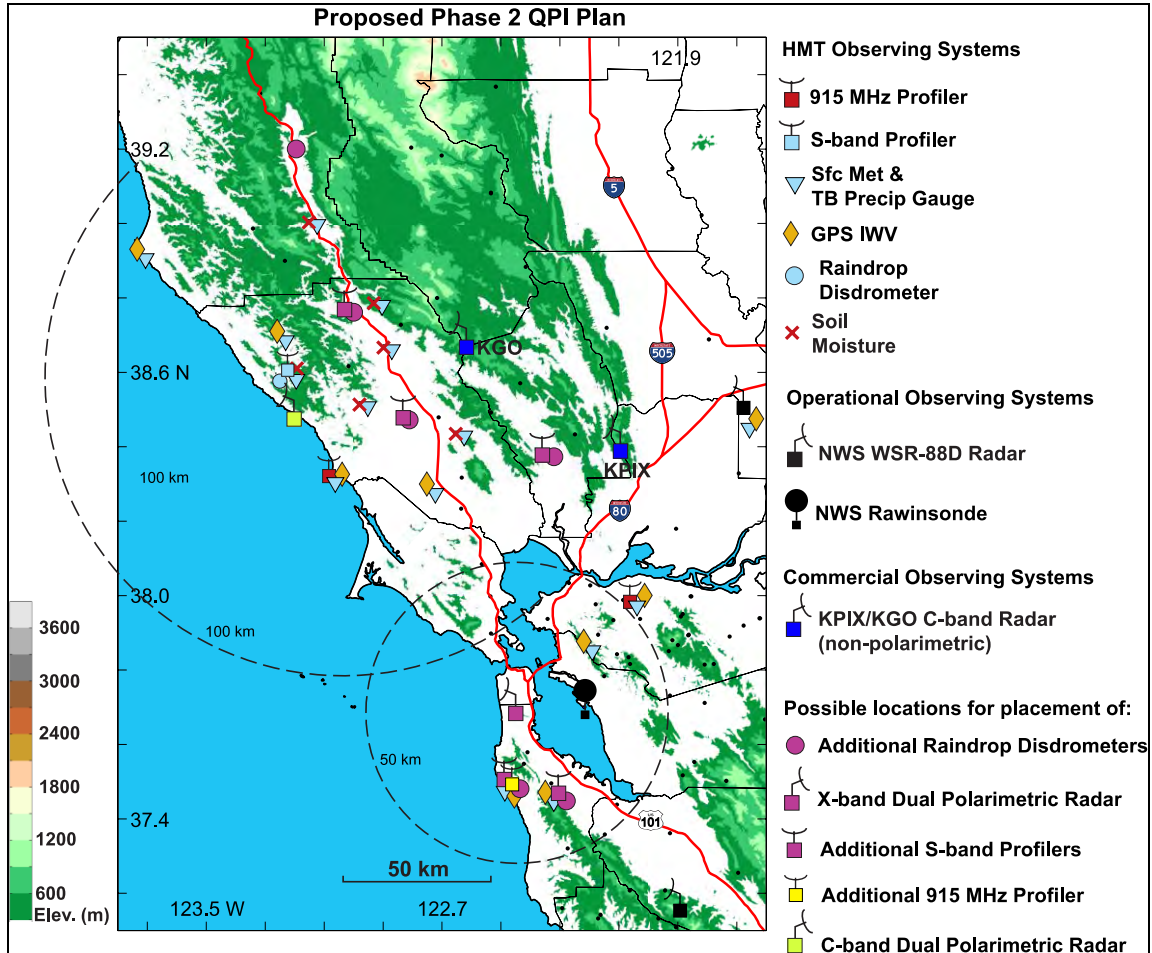 Proposed Phase 2 QPI Plan
121.9
39.2
5
KGO
505
38.6 N
KPIX
100 km
80
38.0
100 km
50 km
37.4
101
50 km
123.5 W
122.7
3600
3000
2400
1800
1200
600
Elev. (m)
HMT Observing Systems
915 MHz Profiler
S-band Profiler
Sfc Met &
TB Precip Gauge
GPS IWV
Raindrop
Disdrometer
Soil
Moisture
Operational Observing Systems
NWS WSR-88D Radar
NWS Rawinsonde
Commercial Observing Systems
KPIX/KGO C-band Radar
(non-polarimetric)
Possible locations for placement of:
Additional Raindrop Disdrometers
X-band Dual Polarimetric Radar
Additional S-band Profilers
Additional 915 MHz Profiler
C-band Dual Polarimetric Radar